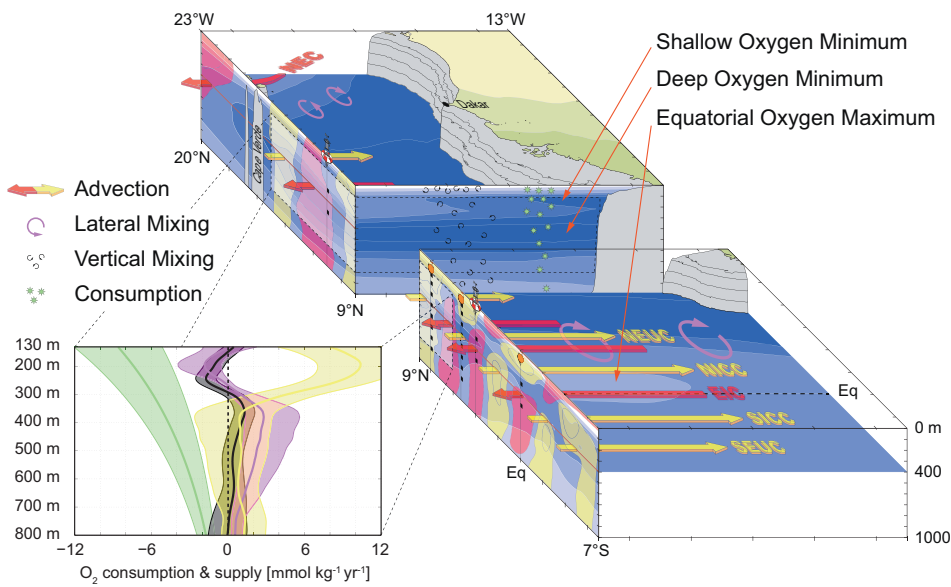 23°W
13°W
Shallow Oxygen Minimum
Deep Oxygen Minimum
Equatorial Oxygen Maximum
NEC
Dakar
Cape Verde
20°N
Advection
Lateral Mixing
Vertical Mixing
Consumption
9°N
NEUC
NICC
EIC
SICC
SEUC
9°N
Eq
Eq
7°S
0 m
400
1000
130 m
200 m
300 m
400 m
500 m
600 m
700 m
800 m
−12
−6
0
6
12
O₂ consumption & supply [mmol kg⁻¹ yr⁻¹]